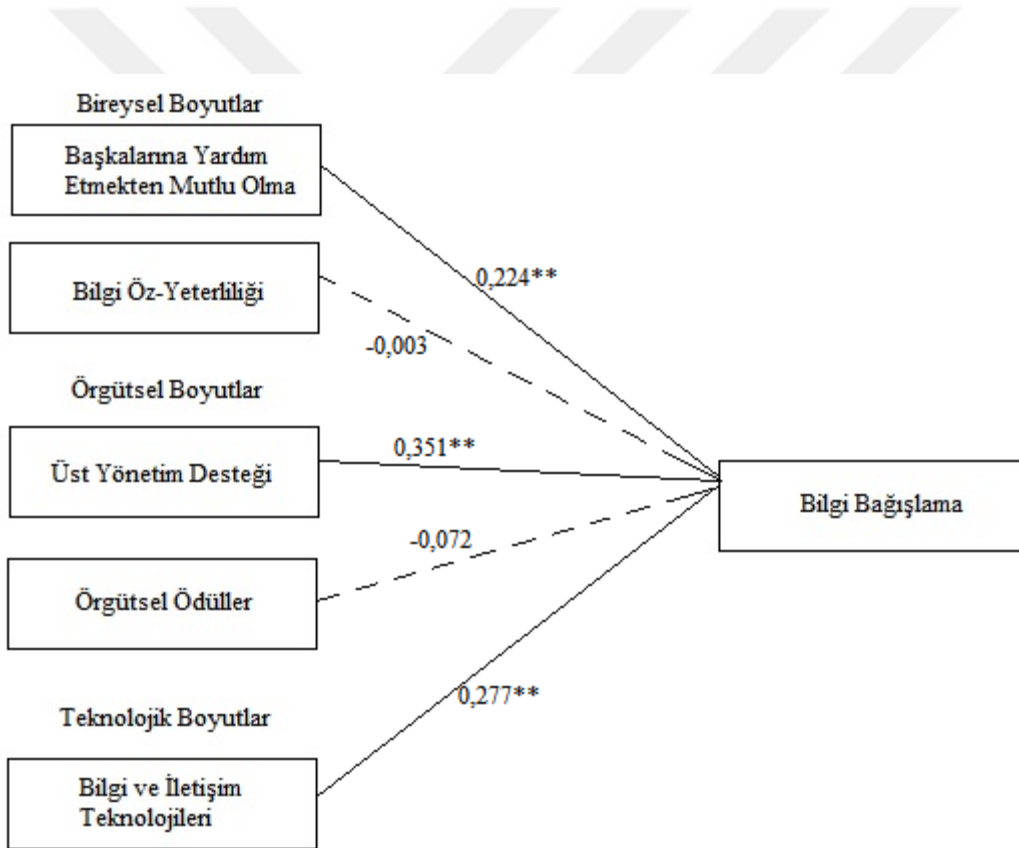 Bireysel Boyutlar
Başkalarına Yardım
Etmekten Mutlu Olma
0,224**
Bilgi Öz-Yeterliliği
-0,003
Örgütsel Boyutlar
0,351**
Üst Yönetim Desteği
Bilgi Bağışlama
-0,072
Örgütsel Ödüller
0,277**
Teknolojik Boyutlar
Bilgi ve İletişim
Teknolojileri